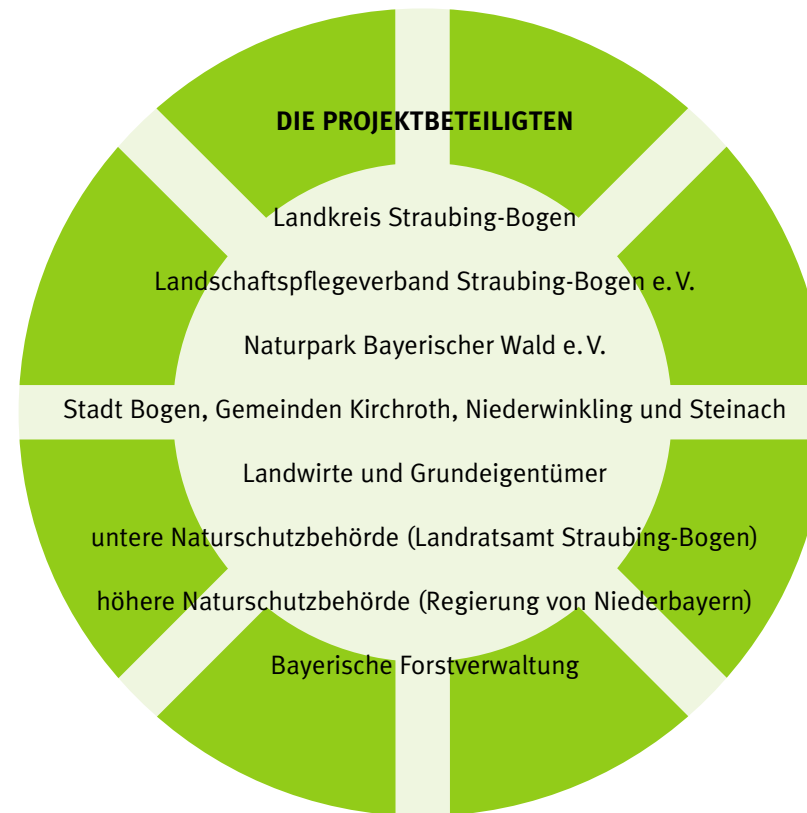 DIE PROJEKTBETEILIGTEN
Landkreis Straubing-Bogen
Landschaftspflegeverband Straubing-Bogen e. V.
Naturpark Bayerischer Wald e. V.
Stadt Bogen, Gemeinden Kirchroth, Niederwinkling und Steinach
Landwirte und Grundeigentümer
untere Naturschutzbehörde (Landratsamt Straubing-Bogen)
höhere Naturschutzbehörde (Regierung von Niederbayern)
Bayerische Forstverwaltung